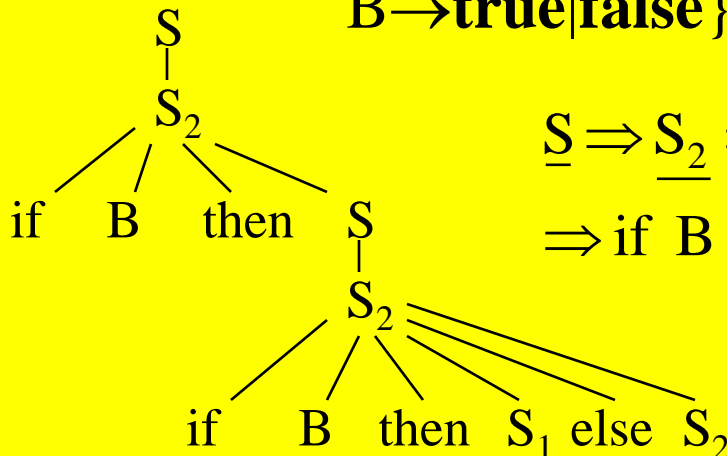 B→true|false}
S
S₂
S ⇒ S₂
if B then S
⇒ if B
S₂
if B then S₁ else S₂